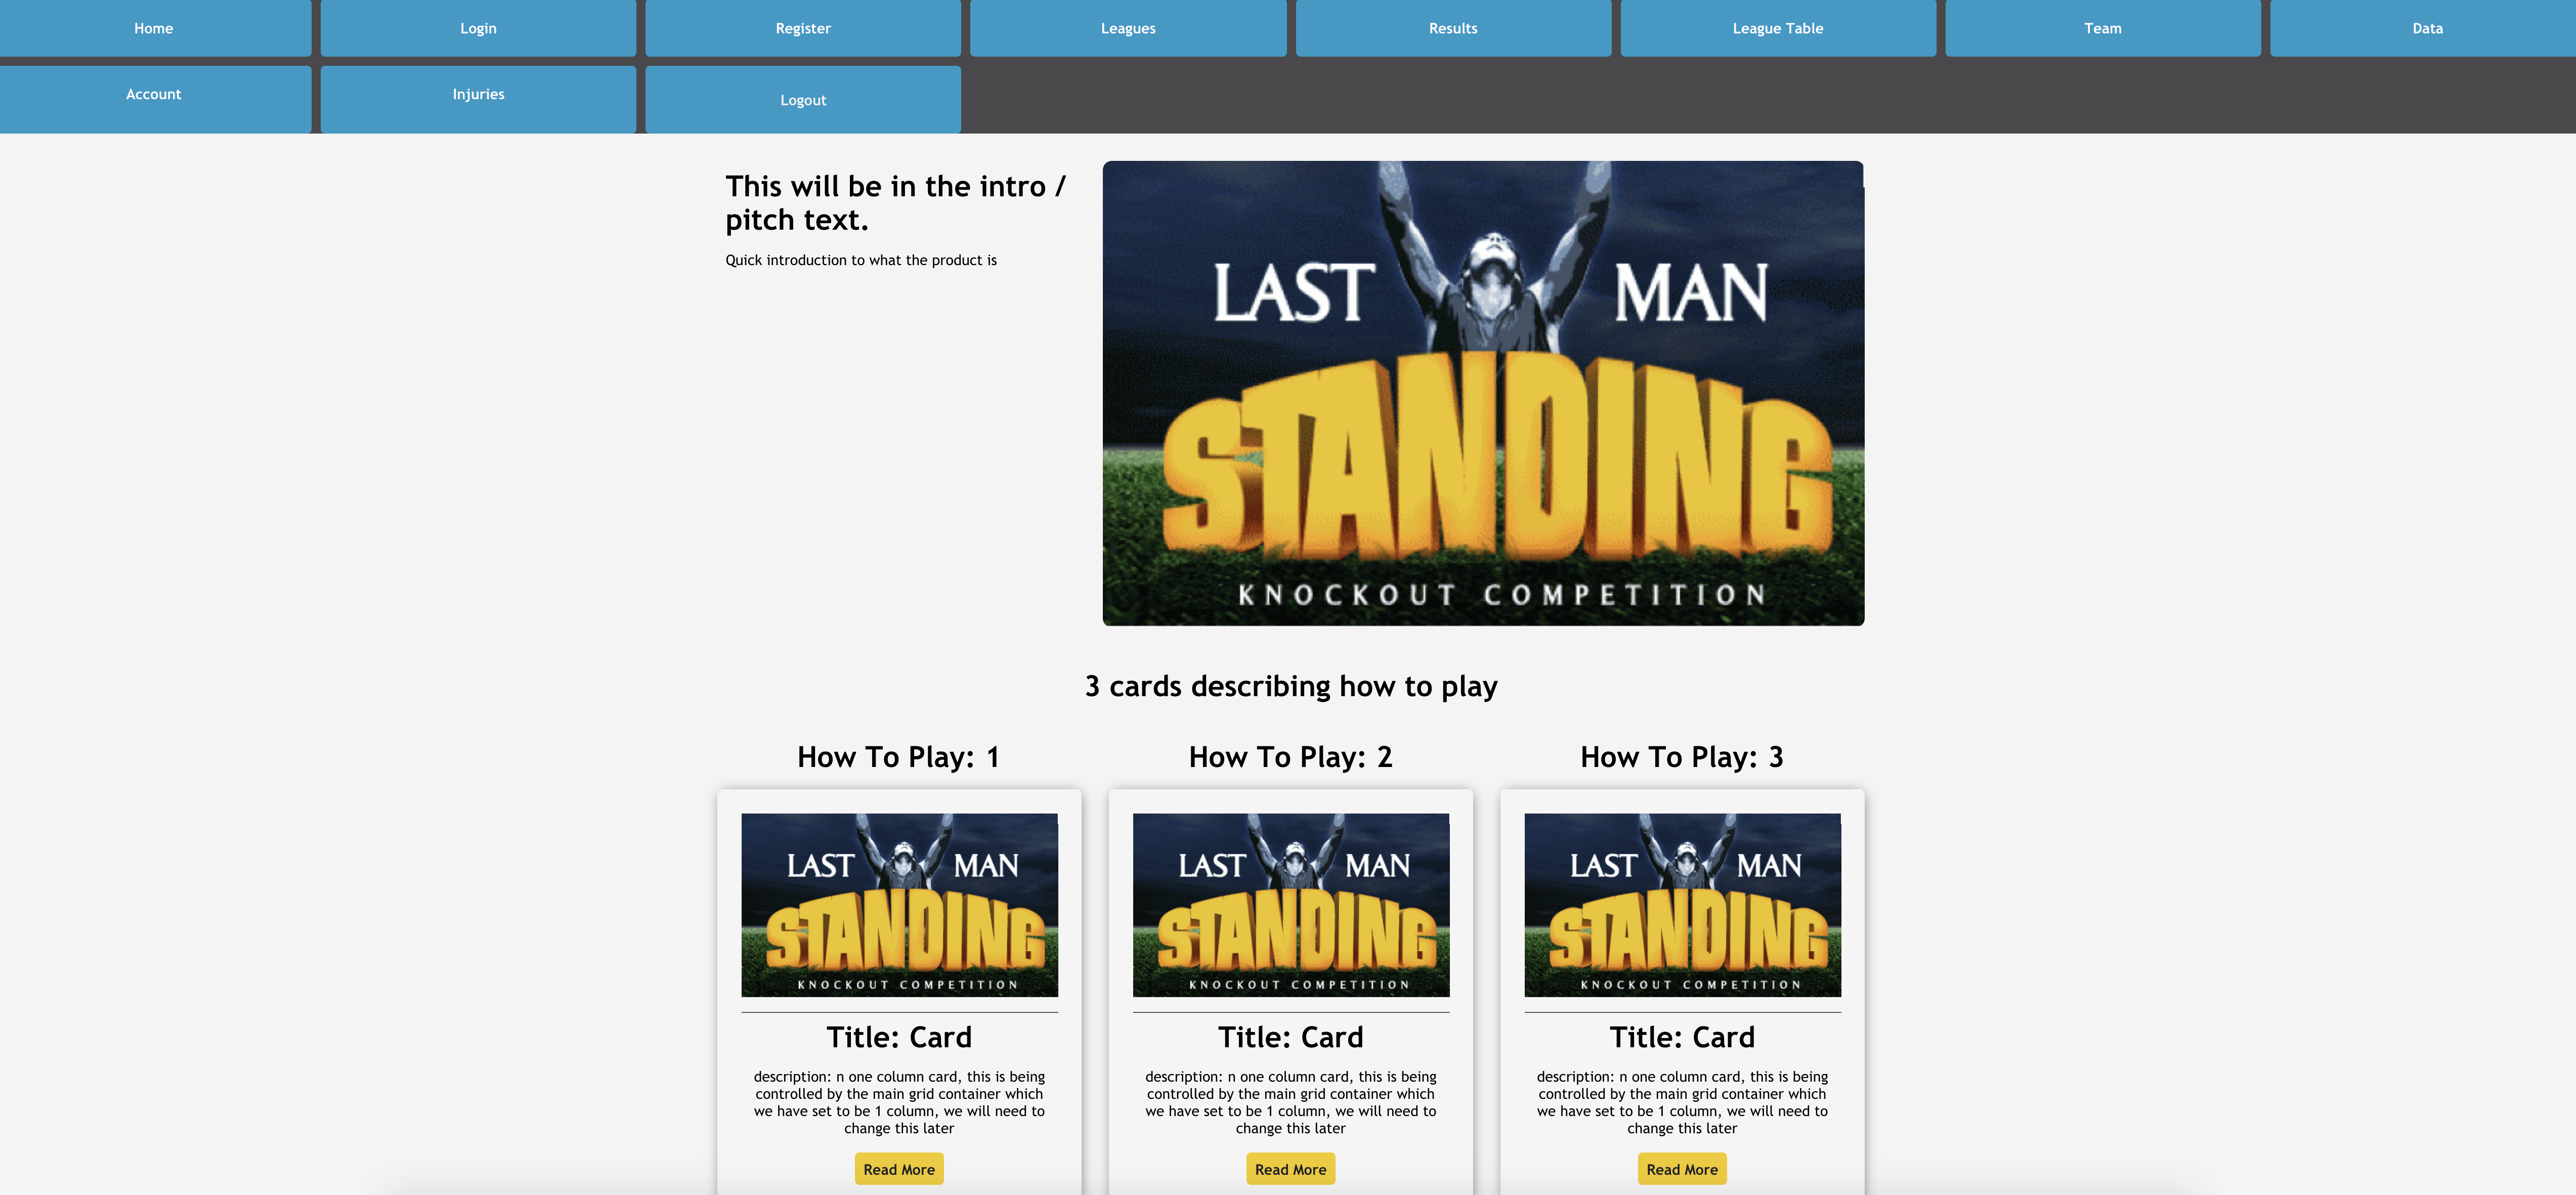 Home Login Register Leagues Results League Table Team Data
Account Injuries Logout
This will be in the intro /
pitch text.
Quick introduction to what the product is
LAST MAN
STANDING
KNOCKOUT COMPETITION
3 cards describing how to play
How To Play: 1
LAST MAN
STANDING
KNOCKOUT COMPETITION
Title: Card
description: n one column card, this is being
controlled by the main grid container which
we have set to be 1 column, we will need to
change this later
Read More
How To Play: 2
LAST MAN
STANDING
KNOCKOUT COMPETITION
Title: Card
description: n one column card, this is being
controlled by the main grid container which
we have set to be 1 column, we will need to
change this later
Read More
How To Play: 3
LAST MAN
STANDING
KNOCKOUT COMPETITION
Title: Card
description: n one column card, this is being
controlled by the main grid container which
we have set to be 1 column, we will need to
change this later
Read More